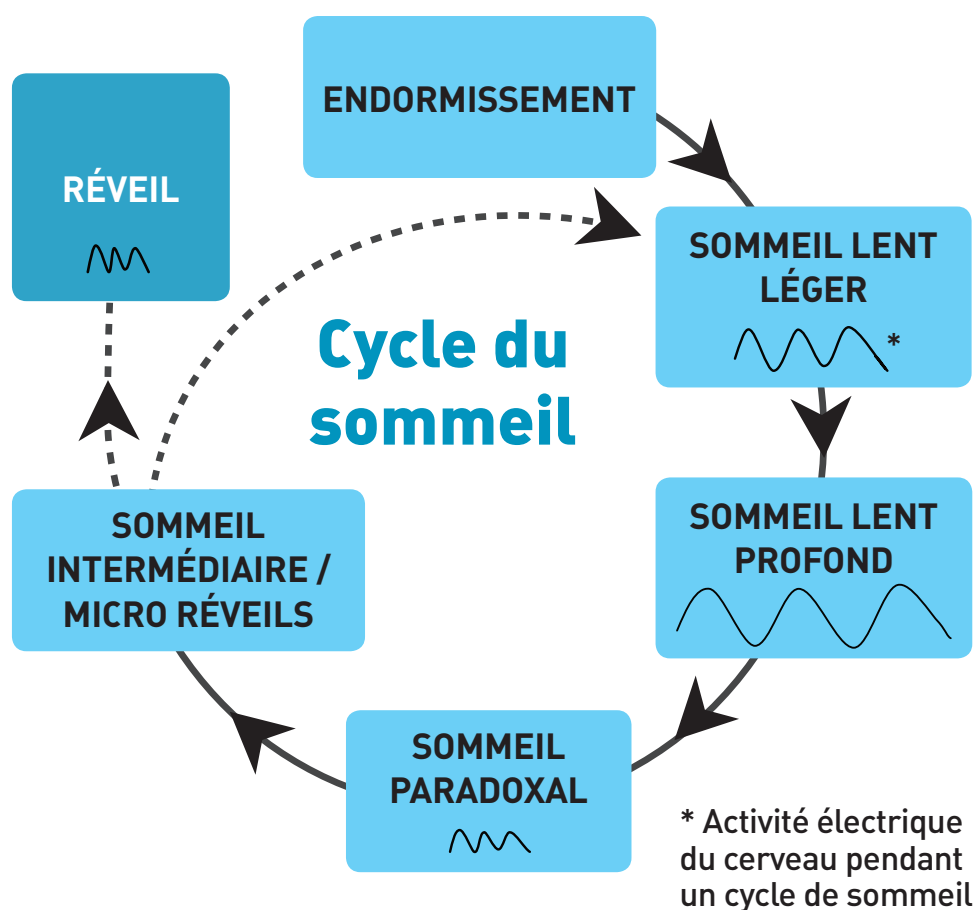 ENDORMISSEMENT
RÉVEIL
SOMMEIL LENT
LÉGER
*
Cycle du
sommeil
SOMMEIL LENT
PROFOND
SOMMEIL
INTERMÉDIAIRE /
MICRO RÉVEILS
SOMMEIL
PARADOXAL
* Activité électrique
du cerveau pendant
un cycle de sommeil